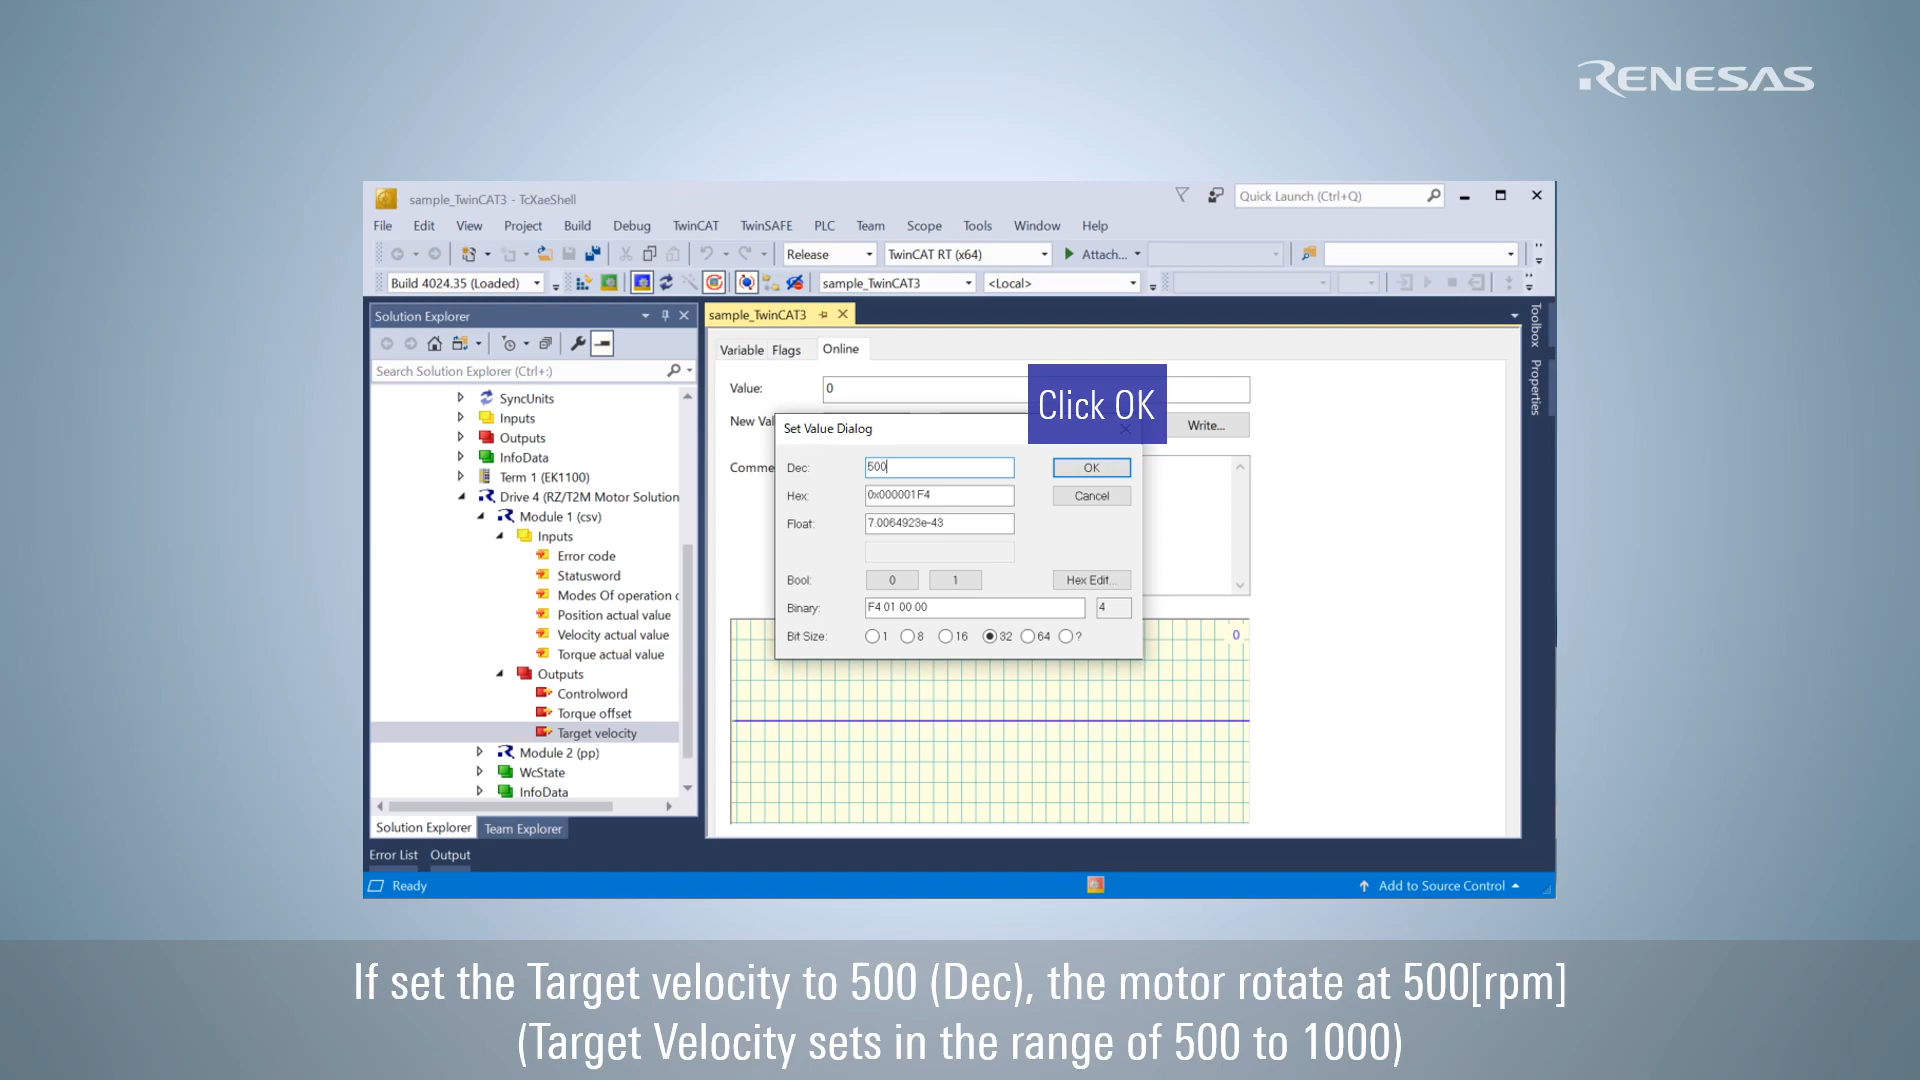 RENESAS
sample_TwinCAT3 - TcXaeShell
Quick Launch (Ctrl+Q)
File Edit View Project Build Debug TwinCAT TwinSAFE PLC Team Scope Tools Window Help
Release TwinCAT RT (x64) Attach...
Build 4024.35 (Loaded) sample_TwinCAT3 <Local>
Solution Explorer
Search Solution Explorer (Ctrl+:)
SyncUnits
Inputs
Outputs
InfoData
Term 1 (EK1100)
Drive 4 (RZ/T2M Motor Solution
Module 1 (csv)
Inputs
Error code
Statusword
Modes Of operation
Position actual value
Velocity actual value
Torque actual value
Outputs
Controlword
Torque offset
Target velocity
Module 2 (pp)
WcState
InfoData
Solution Explorer Team Explorer
sample_TwinCAT3
Variable Flags Online
Value: 0
New Val
Write...
Comme
Click OK
Set Value Dialog
Dec: 500 OK
Hex: 0x000001F4 Cancel
Float: 7.0064923e-43
Bool: 0 1 Hex Edit...
Binary: F4 01 00 00 4
Bit Size: 1 8 16 32 64 ?
0
Toolbox
Properties
Error List Output
Ready Add to Source Control
If set the Target velocity to 500 (Dec), the motor rotate at 500[rpm]
(Target Velocity sets in the range of 500 to 1000)